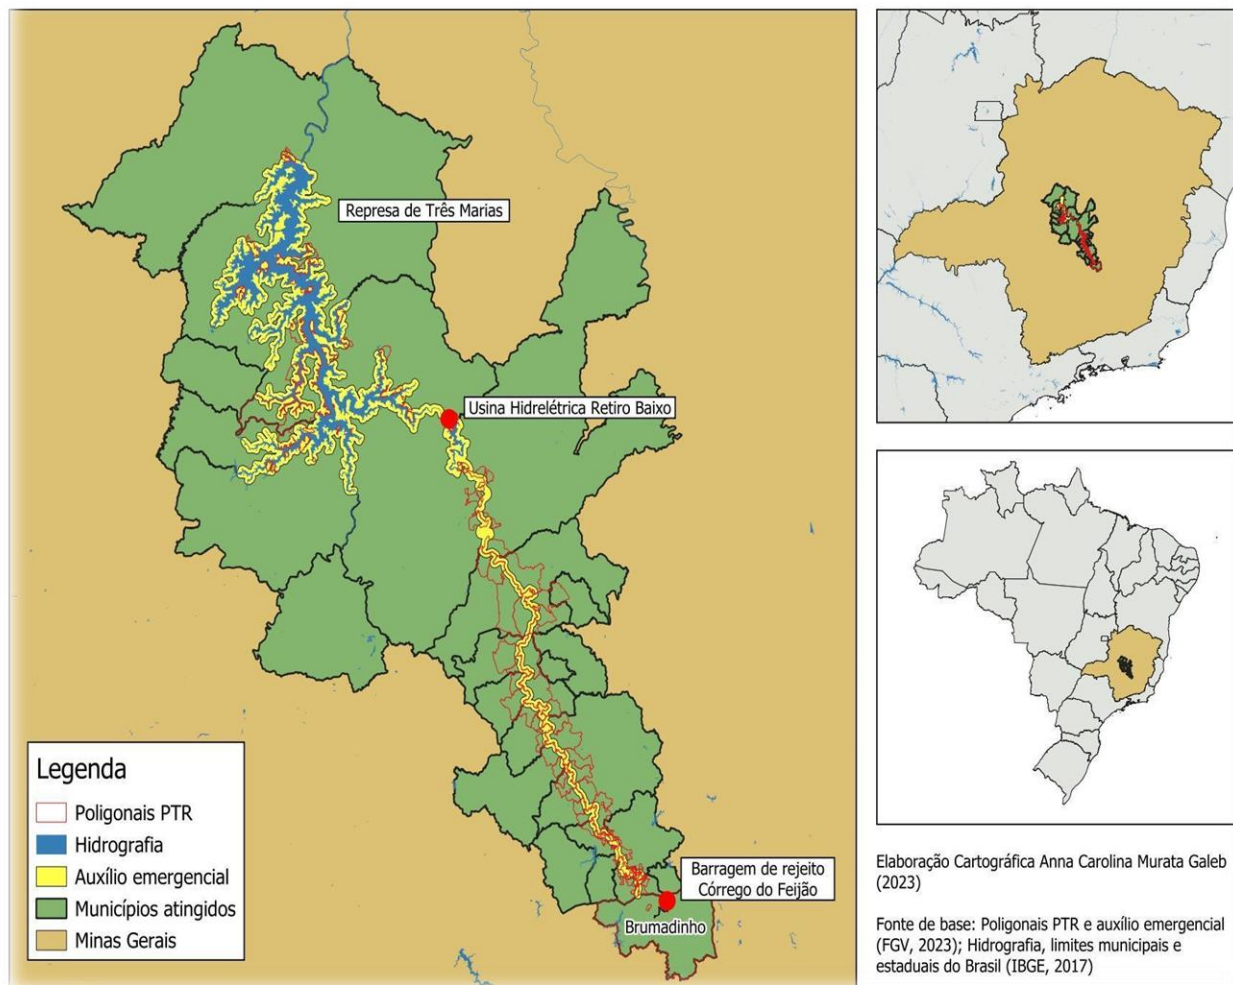 Represa de Três Marias
Usina Hidrelétrica Retiro Baixo
Barragem de rejeito
Córrego do Feijão
Brumadinho
Legenda
Poligonais PTR
Hidrografia
Auxílio emergencial
Municípios atingidos
Minas Gerais
Elaboração Cartográfica Anna Carolina Murata Galeb
(2023)
Fonte de base: Poligonais PTR e auxílio emergencial
(FGV, 2023); Hidrografia, limites municipais e
estaduais do Brasil (IBGE, 2017)